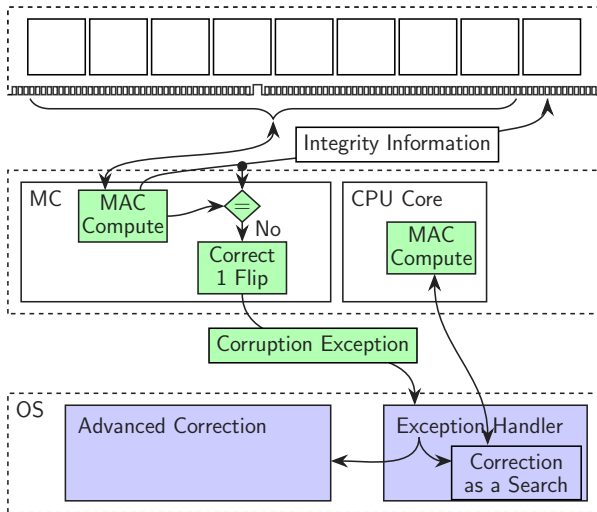 Integrity Information
MC
MAC
Compute
=
No
Correct
1 Flip
CPU Core
MAC
Compute
Corruption Exception
OS
Advanced Correction
Exception Handler
Correction
as a Search